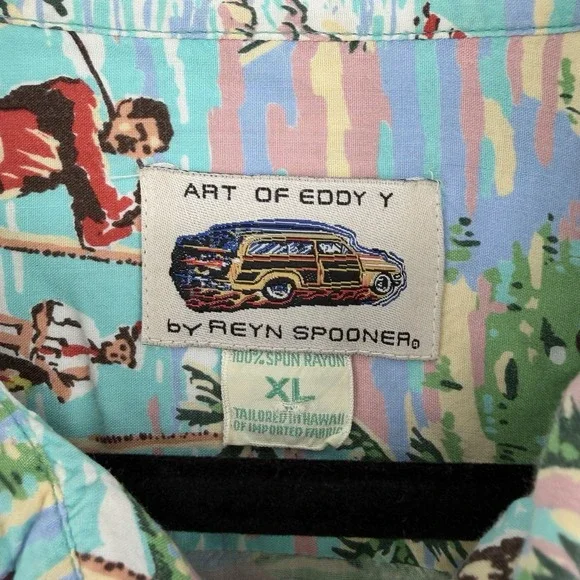 ART OF EDDY Y
by REYN SPOONER®
100% SPUN RAYON
XL
TAILORED IN HAWAII
OF IMPORTED FABRIC